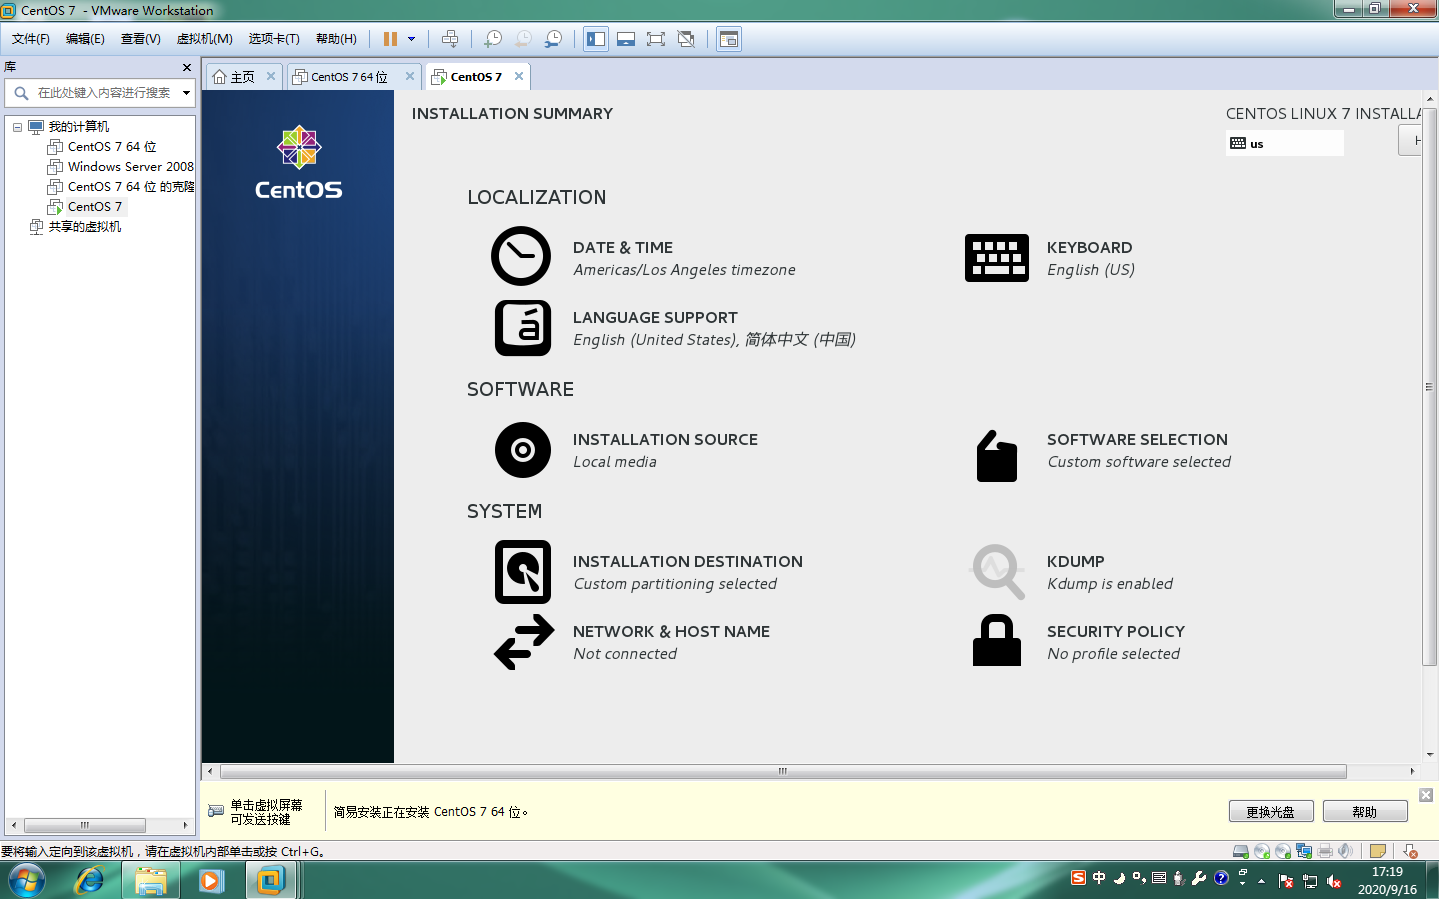 CentOS 7 - VMware Workstation
文件(F) 编辑(E) 查看(V) 虚拟机(M) 选项卡(T) 帮助(H)
库
在此处键入内容进行搜索
我的计算机
CentOS 7 64 位
Windows Server 2008
CentOS 7 64 位 的克隆
CentOS 7
共享的虚拟机
主页
CentOS 7 64 位
CentOS 7
CentOS
INSTALLATION SUMMARY
CENTOS LINUX 7 INSTALLA
us
H
LOCALIZATION
DATE & TIME
Americas/Los Angeles timezone
KEYBOARD
English (US)
LANGUAGE SUPPORT
English (United States), 简体中文 (中国)
SOFTWARE
INSTALLATION SOURCE
Local media
SOFTWARE SELECTION
Custom software selected
SYSTEM
INSTALLATION DESTINATION
Custom partitioning selected
KDUMP
Kdump is enabled
NETWORK & HOST NAME
Not connected
SECURITY POLICY
No profile selected
单击虚拟屏幕
可发送按键
简易安装正在安装 CentOS 7 64 位。
更换光盘
帮助
要将输入定向到该虚拟机，请在虚拟机内部单击或按 Ctrl+G。
中
17:19
2020/9/16